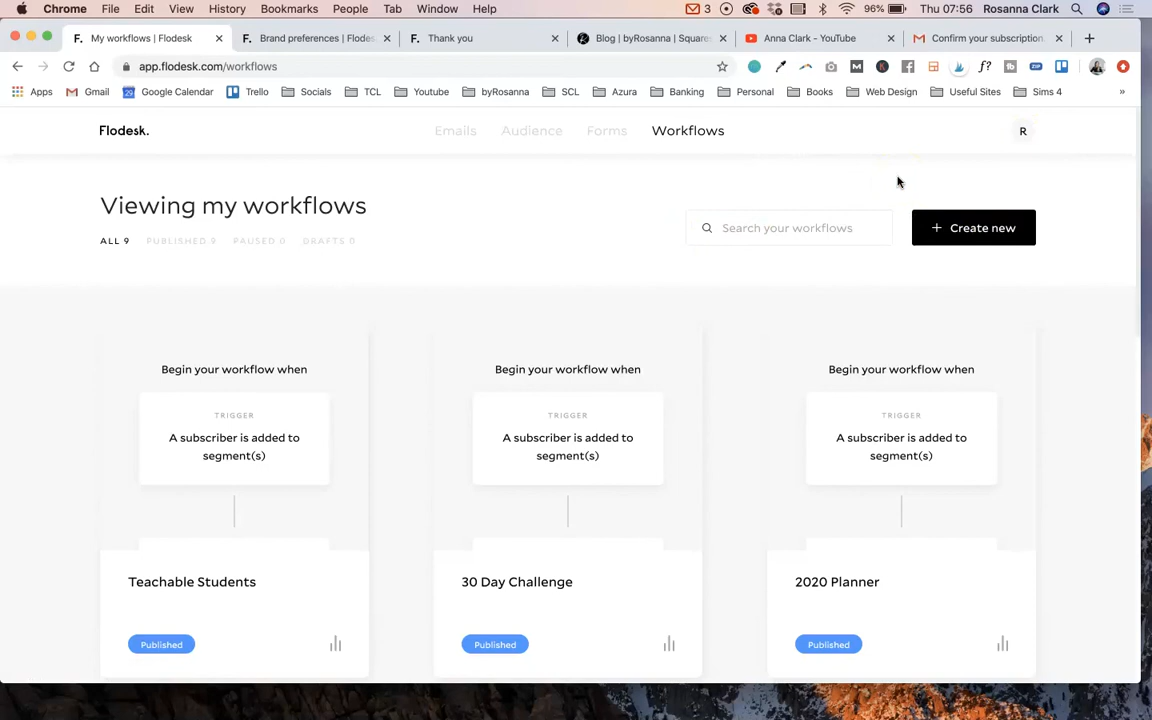 Chrome File Edit View History Bookmarks People Tab Window Help 3 96% Thu 07:56 Rosanna Clark
F. My workflows | Flodesk F. Brand preferences | Flodes F. Thank you Blog | byRosanna | Square Anna Clark - YouTube Confirm your subscription
app.flodesk.com/workflows
Apps Gmail Google Calendar Trello Socials TCL Youtube byRosanna SCL Azura Banking Personal Books Web Design Useful Sites Sims 4 »
Flodesk. Emails Audience Forms Workflows R
Viewing my workflows
Search your workflows + Create new
ALL 9 PUBLISHED 9 PAUSED 0 DRAFTS 0
Begin your workflow when Begin your workflow when Begin your workflow when
TRIGGER TRIGGER TRIGGER
A subscriber is added to A subscriber is added to A subscriber is added to
segment(s) segment(s) segment(s)
Teachable Students 30 Day Challenge 2020 Planner
Published Published Published